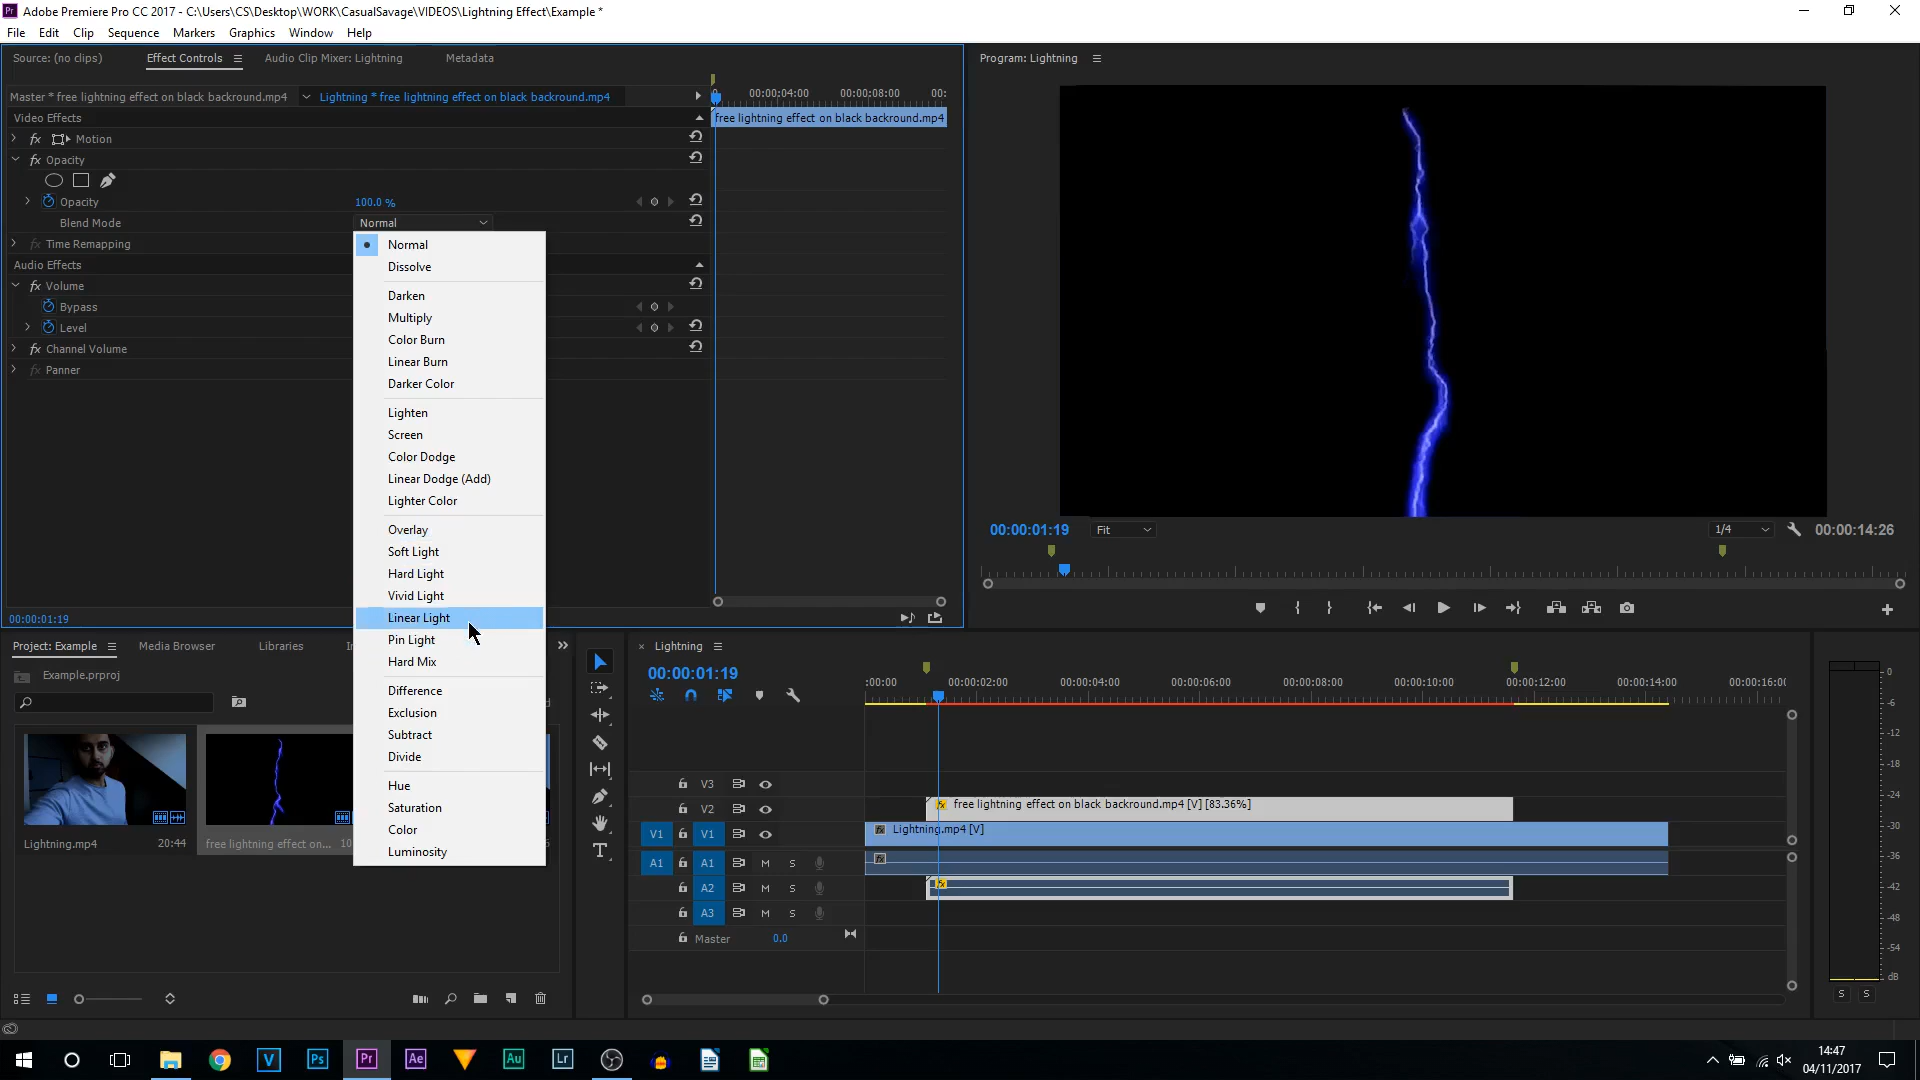 Adobe Premiere Pro CC 2017 - C:\Users\CS\Desktop\WORK\CasualSavage\VIDEOS\Lightning Effect\Example *
File Edit Clip Sequence Markers Graphics Window Help
Source: (no clips) Effect Controls Audio Clip Mixer: Lightning Metadata
Master * free lightning effect on black backround.mp4 Lightning * free lightning effect on black backround.mp4
00:00:04:00 00:00:08:00 00:
Video Effects
free lightning effect on black backround.mp4
fx Motion
fx Opacity
Opacity 100.0 %
Blend Mode Normal
fx Time Remapping
Audio Effects
fx Volume
Bypass
Level
fx Channel Volume
fx Panner
00:00:01:19
Normal
Dissolve
Darken
Multiply
Color Burn
Linear Burn
Darker Color
Lighten
Screen
Color Dodge
Linear Dodge (Add)
Lighter Color
Overlay
Soft Light
Hard Light
Vivid Light
Linear Light
Pin Light
Hard Mix
Difference
Exclusion
Subtract
Divide
Hue
Saturation
Color
Luminosity
Program: Lightning
00:00:01:19 Fit 1/4 00:00:14:26
Project: Example Media Browser Libraries
Example.prproj
Lightning.mp4 20:44
free lightning effect on... 10
Lightning
00:00:01:19
:00:00 00:00:02:00 00:00:04:00 00:00:06:00 00:00:08:00 00:00:10:00 00:00:12:00 00:00:14:00 00:00:16:00
V3
V2 fx free lightning effect on black backround.mp4 [V] [83.36%]
V1 V1 fx Lightning.mp4 [V]
A1 A1 M S fx
A2 M S fx
A3 M S
Master 0.0
T
0
-6
-12
-18
-24
-30
-36
-42
-48
-54
dB
S S
V Ps Pr Ae Au Lr
14:47
04/11/2017